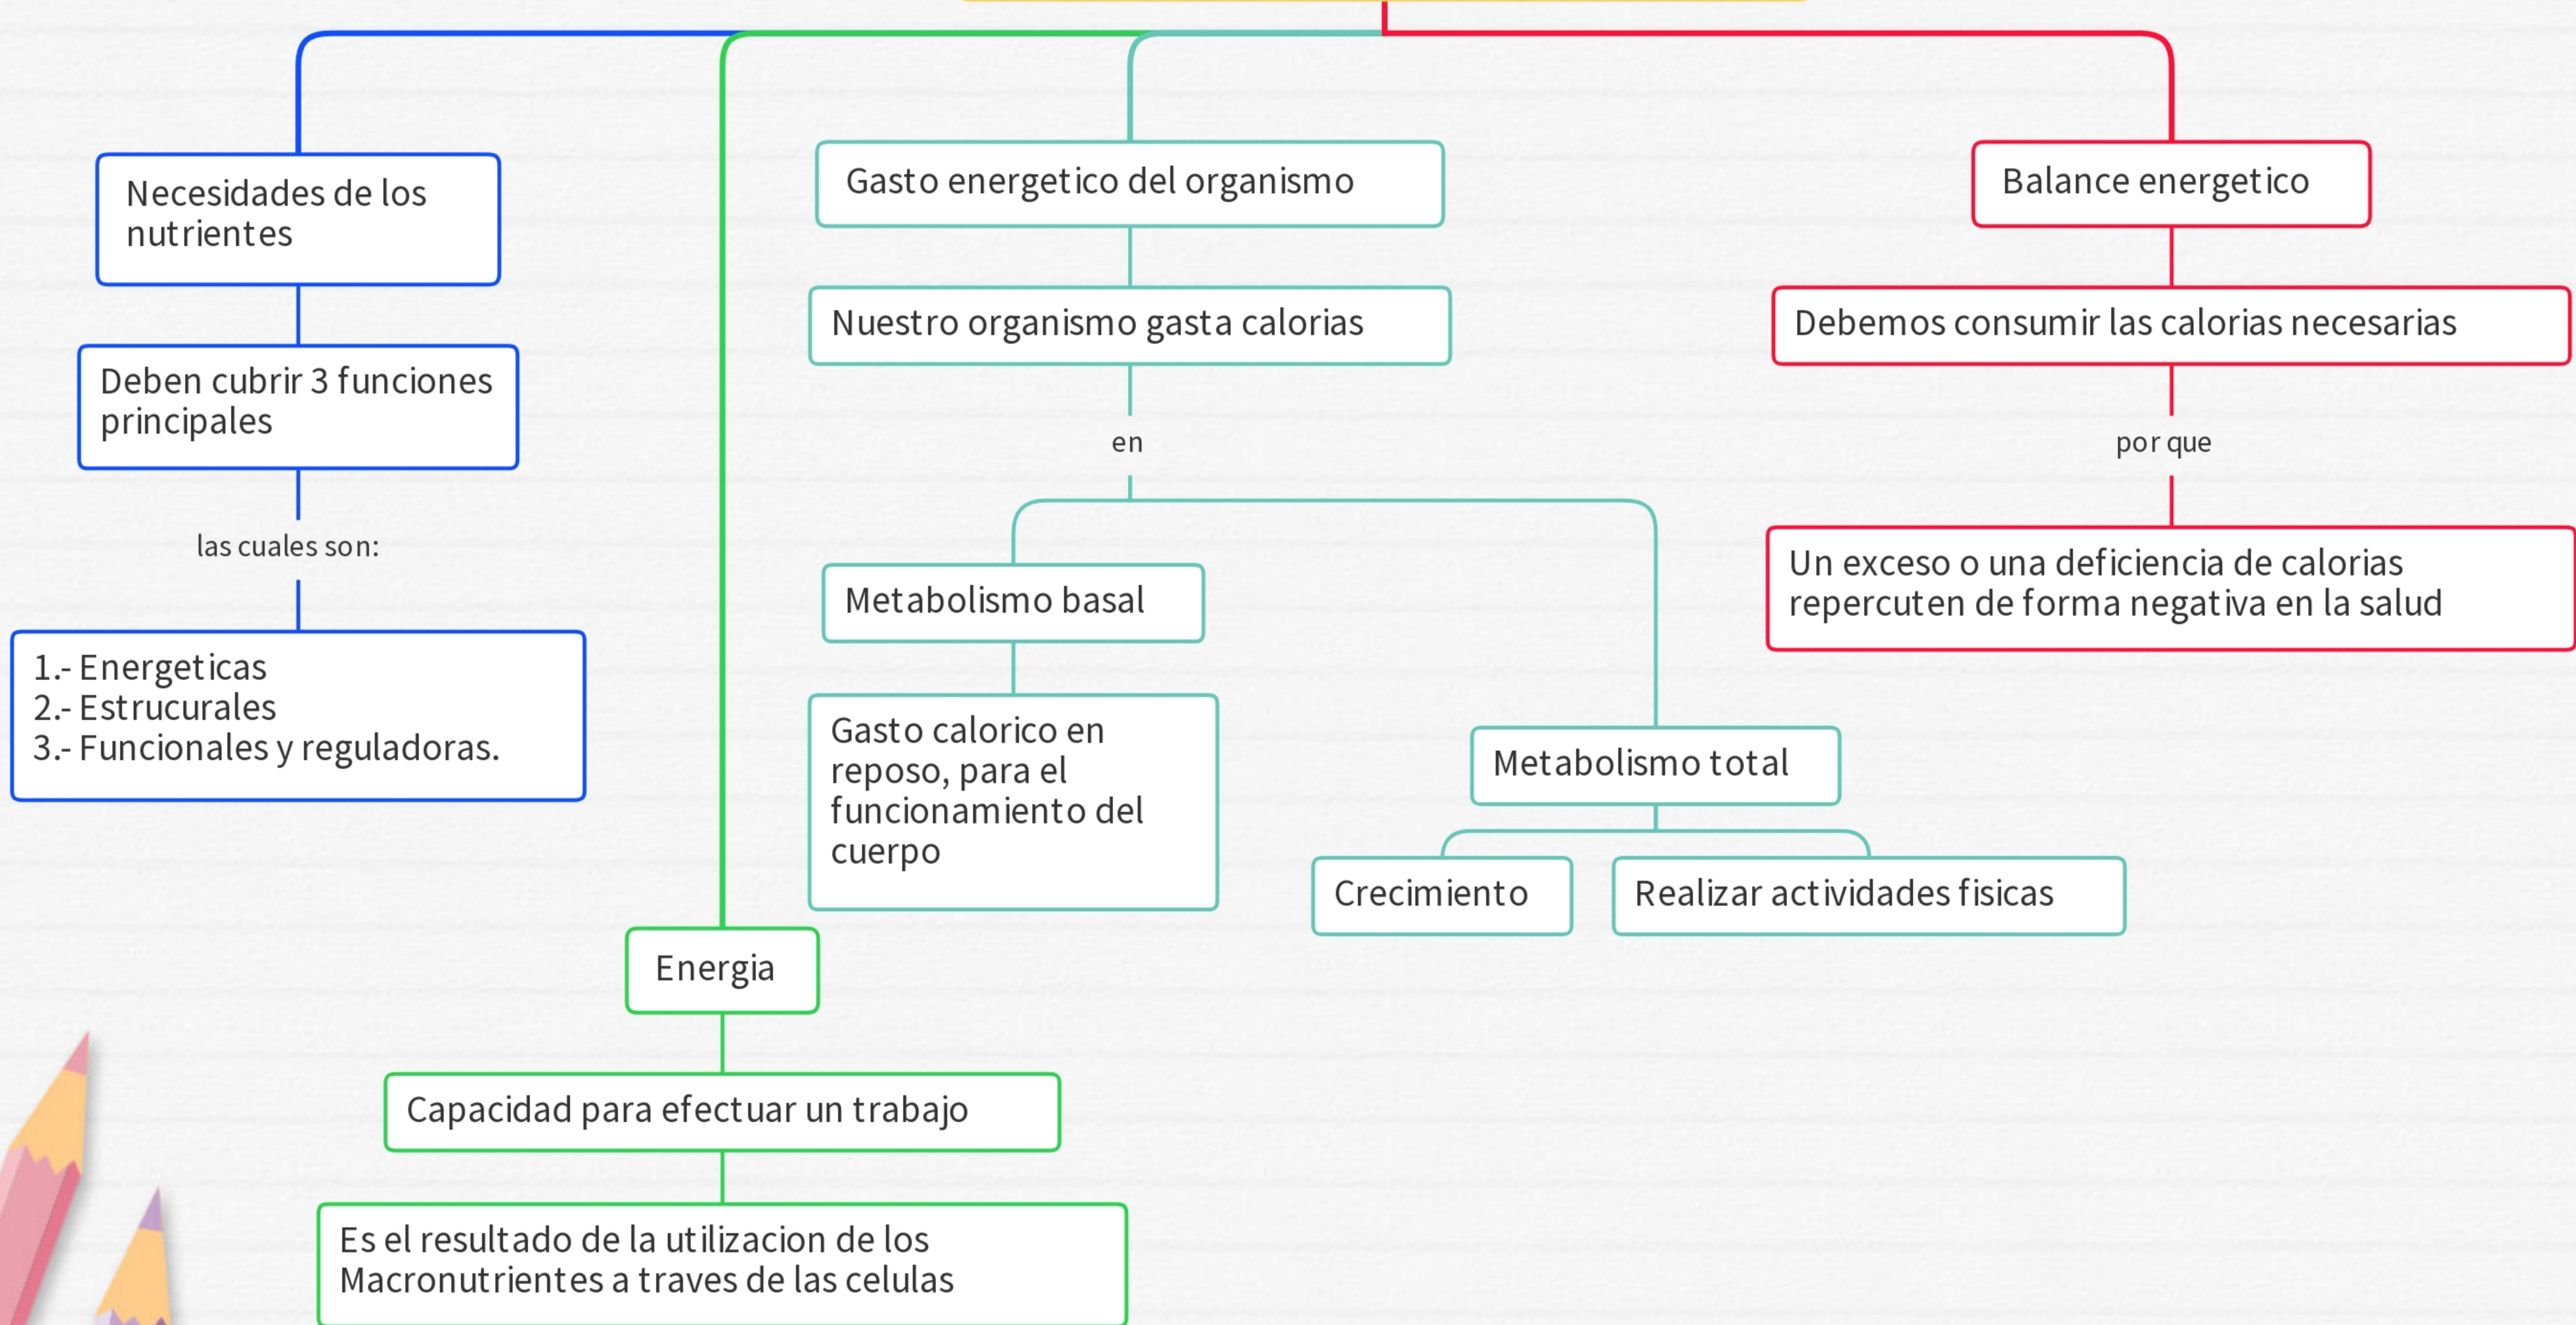 Necesidades de los
nutrientes
Deben cubrir 3 funciones
principales
las cuales son:
1.- Energeticas
2.- Estrucurales
3.- Funcionales y reguladoras.
Energia
Capacidad para efectuar un trabajo
Es el resultado de la utilizacion de los
Macronutrientes a traves de las celulas
Gasto energetico del organismo
Nuestro organismo gasta calorias
en
Metabolismo basal
Gasto calorico en
reposo, para el
funcionamiento del
cuerpo
Metabolismo total
Crecimiento
Realizar actividades fisicas
Balance energetico
Debemos consumir las calorias necesarias
por que
Un exceso o una deficiencia de calorias
repercuten de forma negativa en la salud